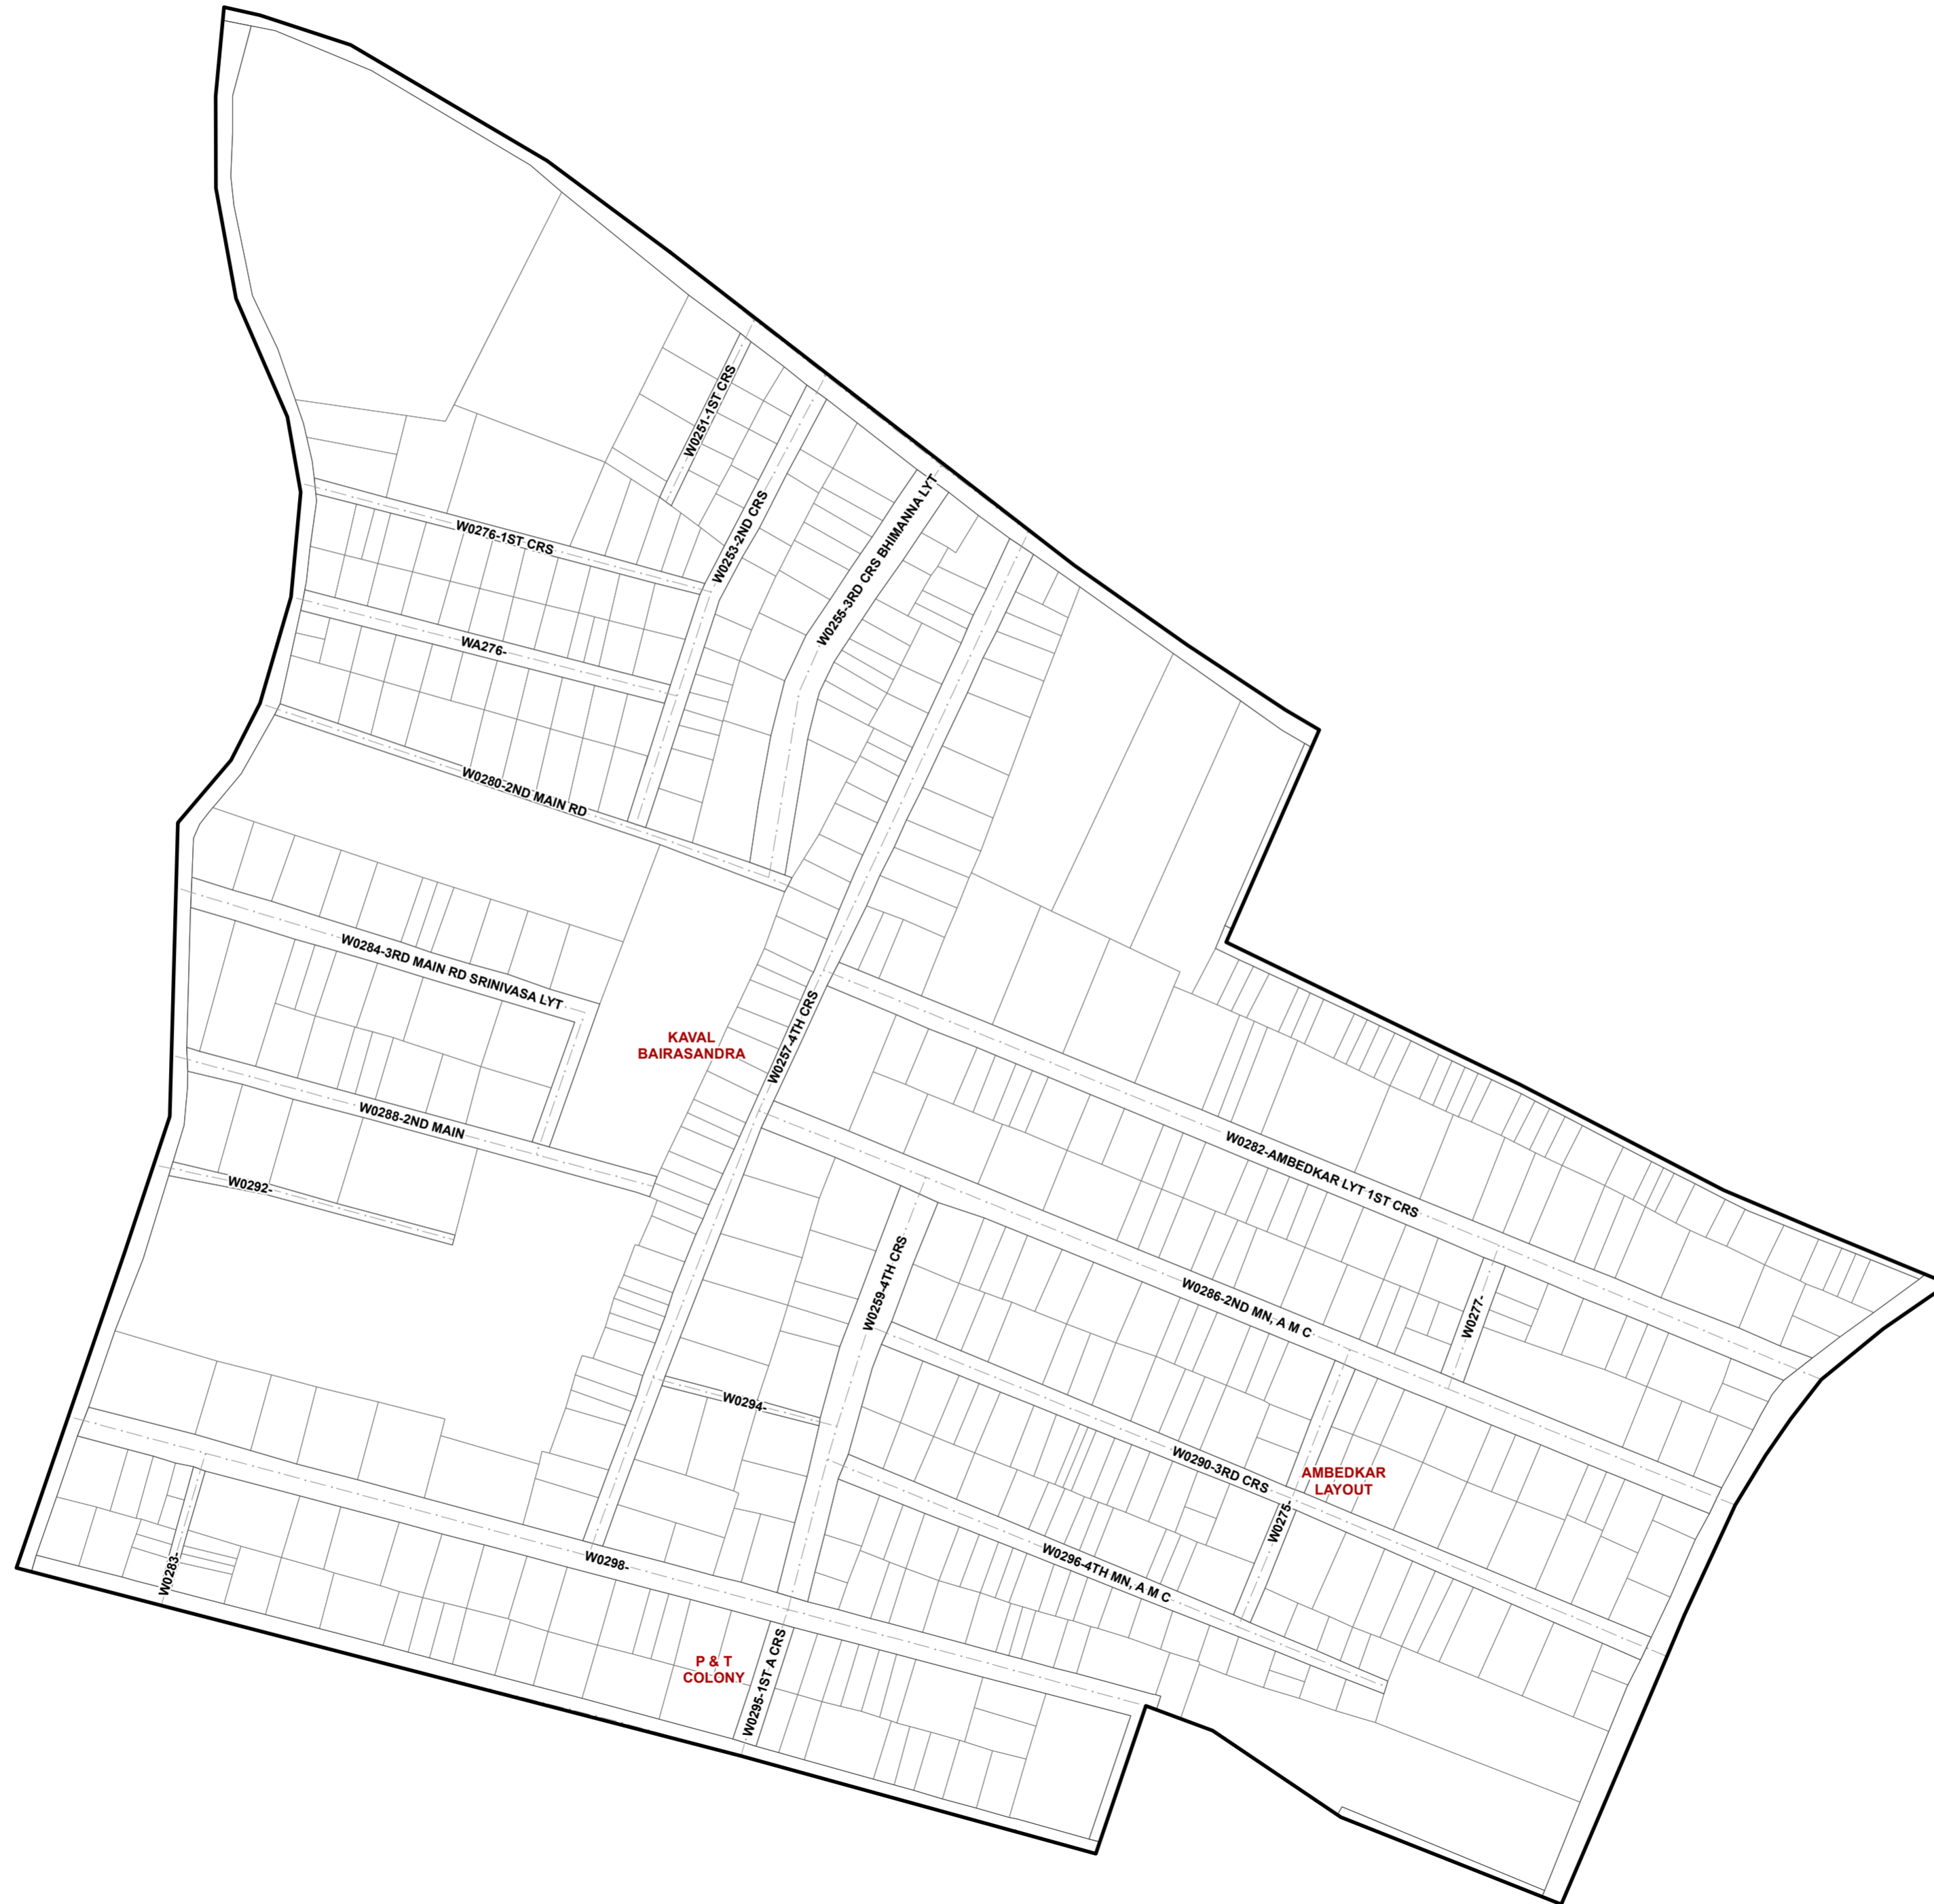 W0251-1ST CRS
W0253-2ND CRS
W0255-3RD CRS BHIMANNA LYT
W0276-1ST CRS
WA276-
W0280-2ND MAIN RD
W0284-3RD MAIN RD SRINIVASA LYT
KAVAL
BAIRASANDRA
W0257-4TH CRS
W0288-2ND MAIN
W0282-AMBEDKAR LYT 1ST CRS
W0292-
W0259-4TH CRS
W0286-2ND MN, A M C
W0277-
W0294-
W0290-3RD CRS
AMBEDKAR
LAYOUT
W0275-
W0283-
W0298-
W0296-4TH MN, A M C
P & T
COLONY
W0295-1ST A CRS